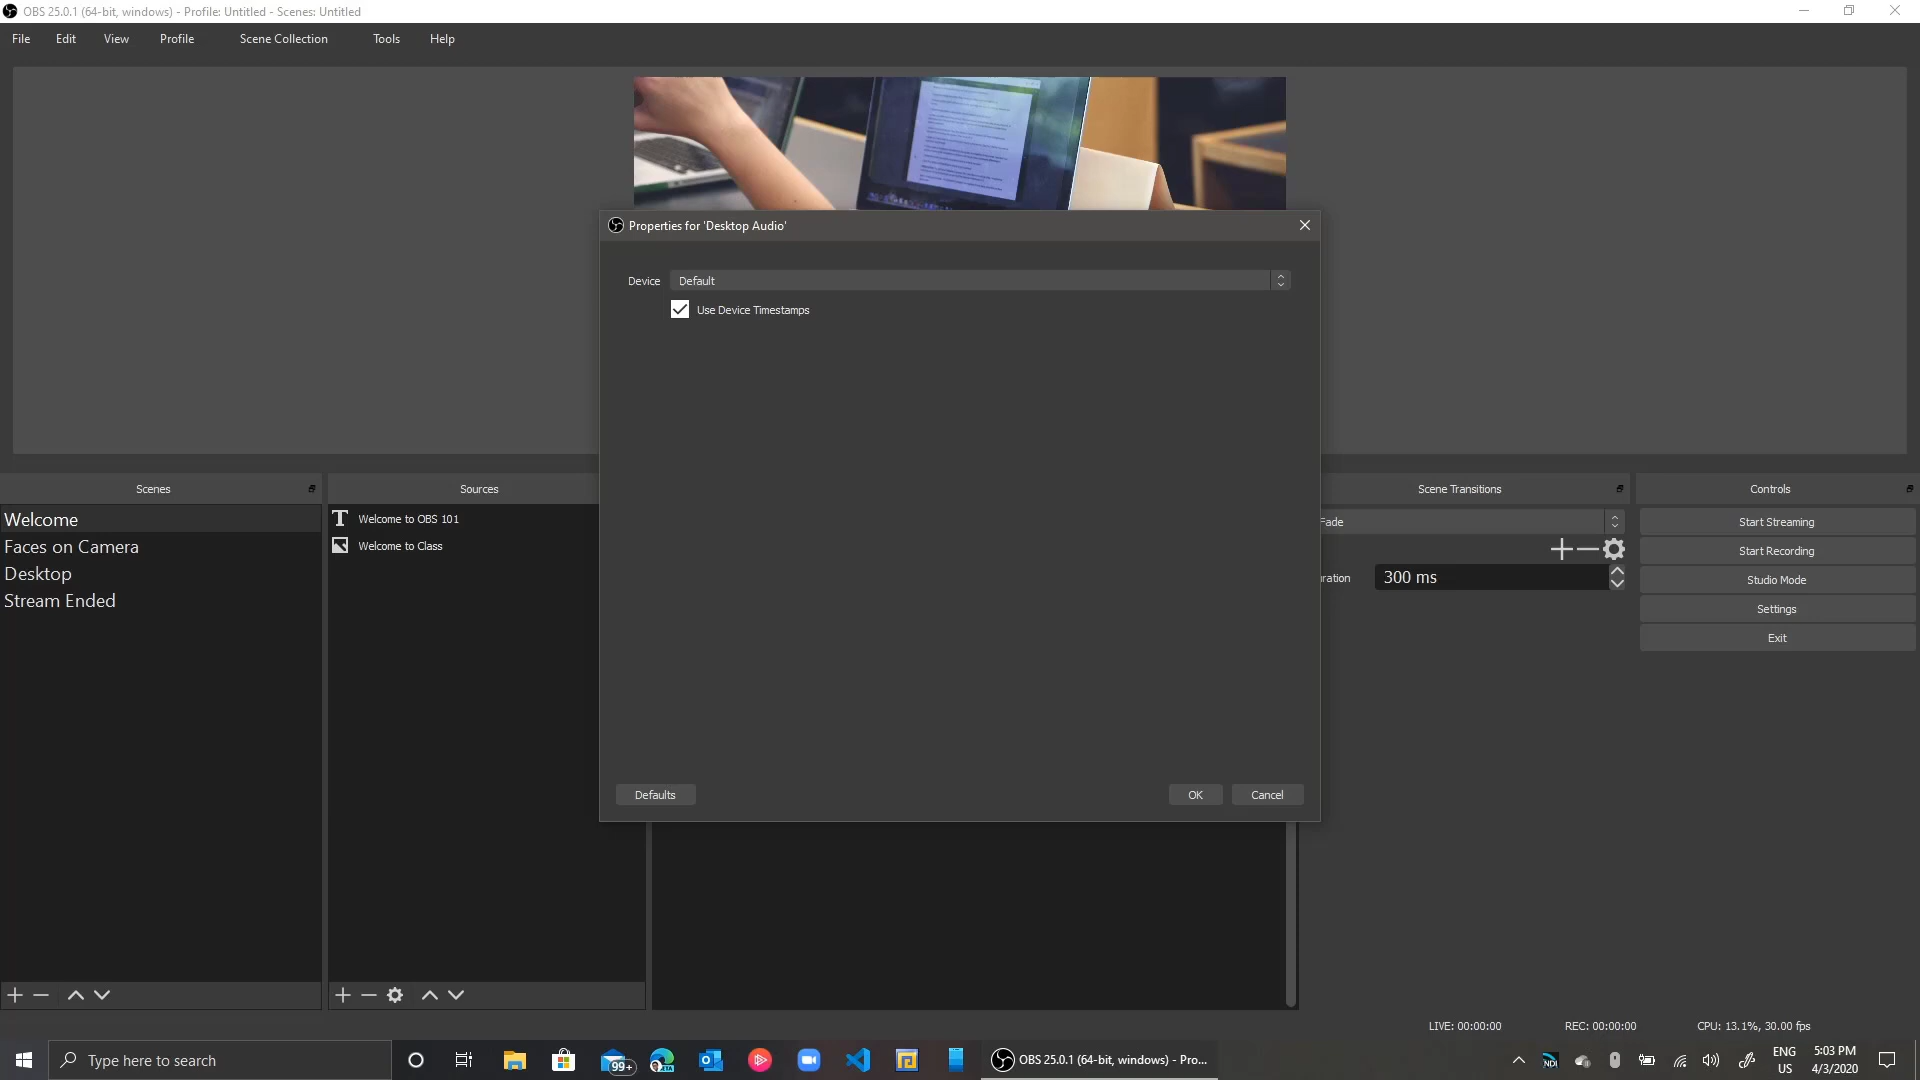 OBS 25.0.1 (64-bit, windows) - Profile: Untitled - Scenes: Untitled
File Edit View Profile Scene Collection Tools Help
Properties for 'Desktop Audio'
Device Default
Use Device Timestamps
Defaults OK Cancel
Scenes
Welcome
Faces on Camera
Desktop
Stream Ended
Sources
Welcome to OBS 101
Welcome to Class
Scene Transitions
Fade
ration 300 ms
Controls
Start Streaming
Start Recording
Studio Mode
Settings
Exit
LIVE: 00:00:00 REC: 00:00:00 CPU: 13.1%, 30.00 fps
Type here to search
99+
BETA
OBS 25.0.1 (64-bit, windows) - Pro...
NDI
ENG
US
5:03 PM
4/3/2020